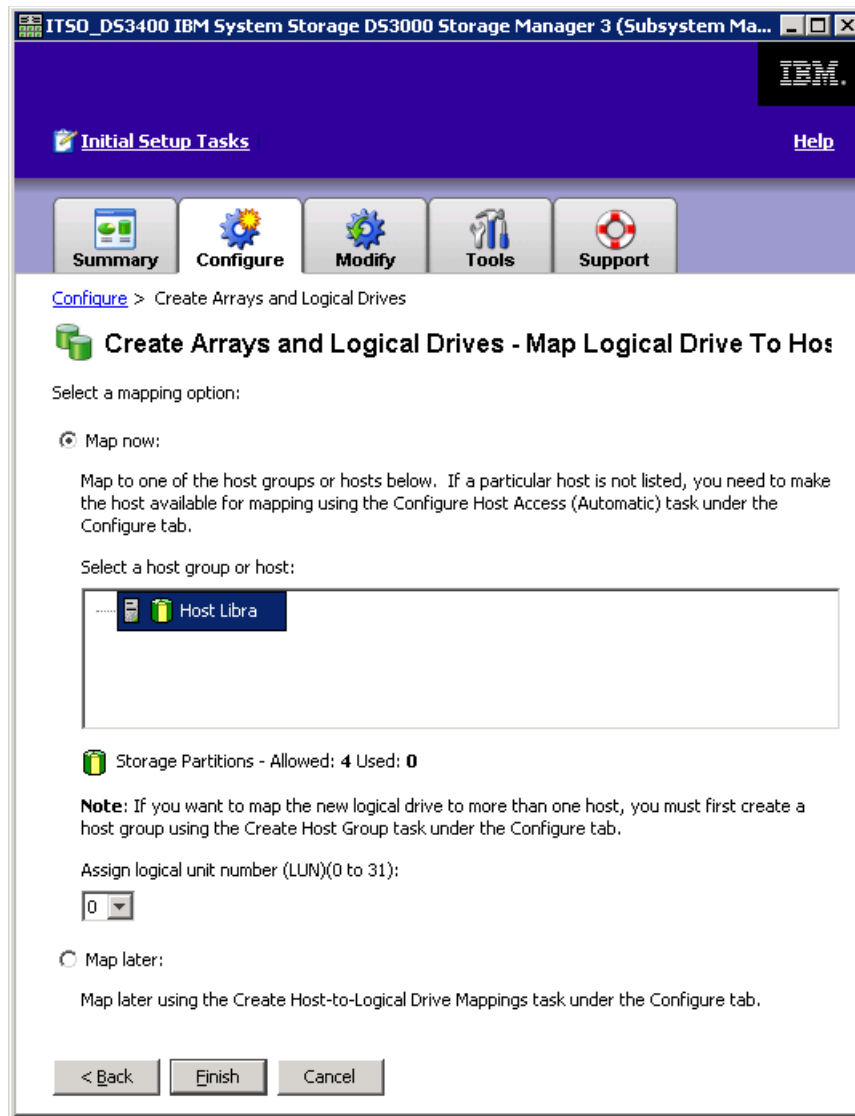 ITSO_DS3400 IBM System Storage DS3000 Storage Manager 3 (Subsystem Ma...
IBM.
Initial Setup Tasks
Help
Summary
Configure
Modify
Tools
Support
Configure > Create Arrays and Logical Drives
Create Arrays and Logical Drives - Map Logical Drive To Hos
Select a mapping option:
Map now:
Map to one of the host groups or hosts below. If a particular host is not listed, you need to make
the host available for mapping using the Configure Host Access (Automatic) task under the
Configure tab.
Select a host group or host:
Host Libra
Storage Partitions - Allowed: 4 Used: 0
Note: If you want to map the new logical drive to more than one host, you must first create a
host group using the Create Host Group task under the Configure tab.
Assign logical unit number (LUN)(0 to 31):
0
Map later:
Map later using the Create Host-to-Logical Drive Mappings task under the Configure tab.
< Back
Finish
Cancel